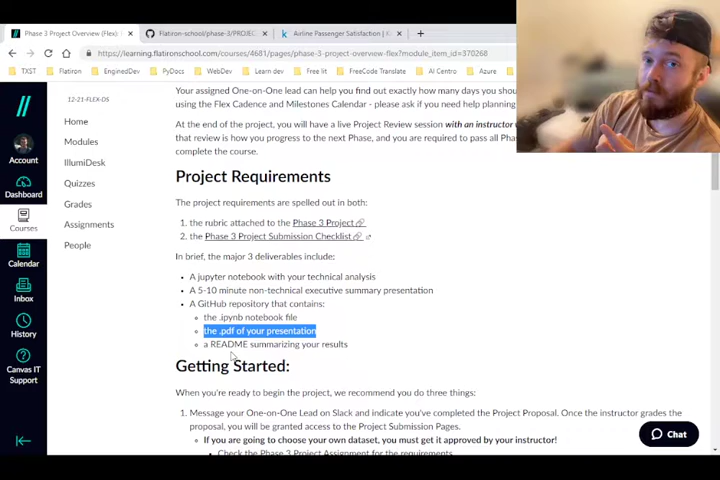 Phase 3 Project Overview (Flex):
Flatiron-school/phase-3/PROJEC
Airline Passenger Satisfaction |
https://learning.flatironschool.com/courses/4681/pages/phase-3-project-overview-flex?module_item_id=370268
TXST
Flatiron
EnginedDev
PyDocs
WebDev
Learn dev
Free lit
FreeCode Translate
AI Centro
Azure
12-21-FLEX-DS
Home
Modules
IllumiDesk
Quizzes
Grades
Assignments
People
Account
Dashboard
Courses
Calendar
Inbox
History
Canvas IT
Support
Your assigned One-on-One lead can help you find out exactly how many days you
using the Flex Cadence and Milestones Calendar - please ask if you need help planning
At the end of the project, you will have a live Project Review session with an instructor
that review is how you progress to the next Phase, and you are required to pass all
complete the course.
Project Requirements
The project requirements are spelled out in both:
1. the rubric attached to the Phase 3 Project
2. the Phase 3 Project Submission Checklist
In brief, the major 3 deliverables include:
• A jupyter notebook with your technical analysis
• A 5-10 minute non-technical executive summary presentation
• A GitHub repository that contains:
the .ipynb notebook file
the .pdf of your presentation
a README summarizing your results
Getting Started:
When you're ready to begin the project, we recommend you do three things:
1. Message your One-on-One Lead on Slack and indicate you've completed the Project Proposal. Once the instructor grades the
proposal, you will be granted access to the Project Submission Pages.
If you are going to choose your own dataset, you must get it approved by your instructor!
Check the Phase 3 Project Assignment for the requirements
Chat